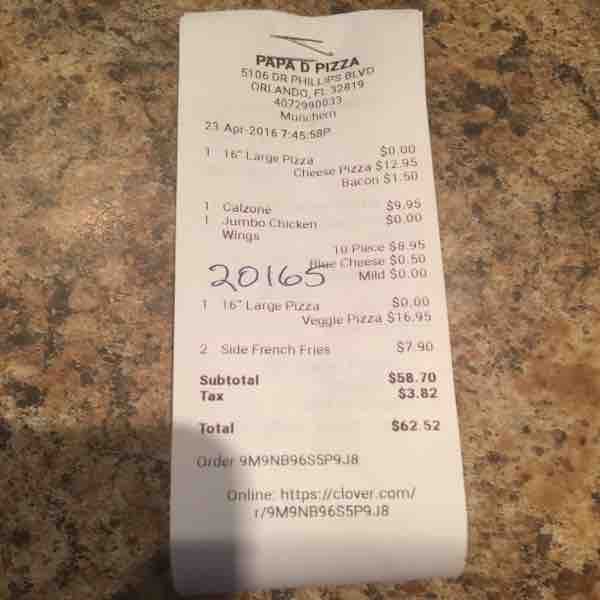 PAPA D PIZZA
5106 DR PHILLIPS BLVD
ORLANDO, FL 32819
4072990033
Munchem
23 Apr-2016 7:45:58P
1 16" Large Pizza $0.00
Cheese Pizza $12.95
Bacon $1.50
1 Calzone $9.95
1 Jumbo Chicken $0.00
Wings
10 Piece $8.95
Blue Cheese $0.50
20165 Mild $0.00
1 16" Large Pizza $0.00
Veggie Pizza $16.95
2 Side French Fries $7.90
Subtotal $58.70
Tax $3.82
Total $62.52
Order 9M9NB96S5P9J8
Online: https://clover.com/
r/9M9NB96S5P9J8